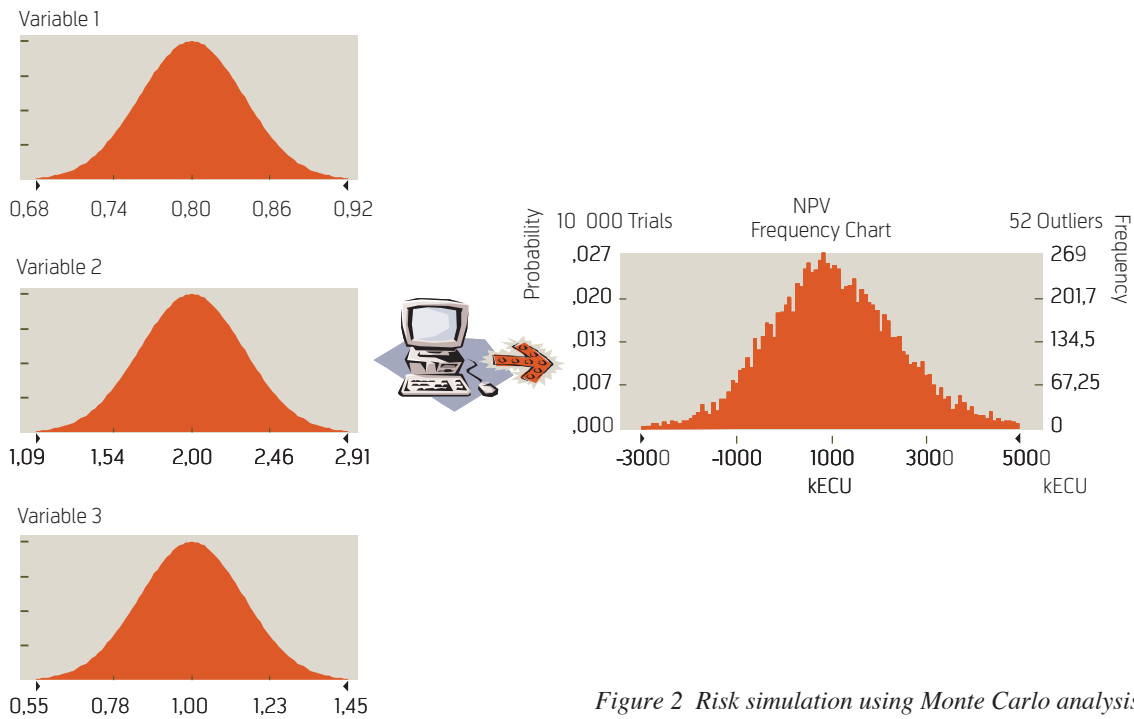 Variable 1
0,68 0,74 0,80 0,86 0,92
Variable 2
1,09 1,54 2,00 2,46 2,91
Variable 3
0,55 0,78 1,00 1,23 1,45
10 000 Trials
NPV
Frequency Chart
52 Outliers
Probability
,027
,020
,013
,007
,000
Frequency
269
201,7
134,5
67,25
0
-3000 -1000 1000 3000 5000
kECU
kECU
Figure 2 Risk simulation using Monte Carlo analysis